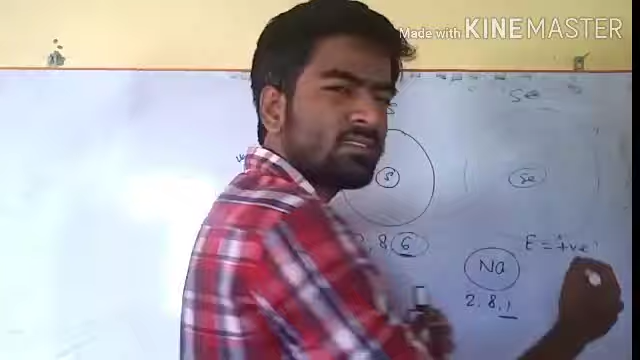 Made with KINEMASTER
S
Se
S
Se
2, 8, 6
Na
E = +ve
2, 8, 1